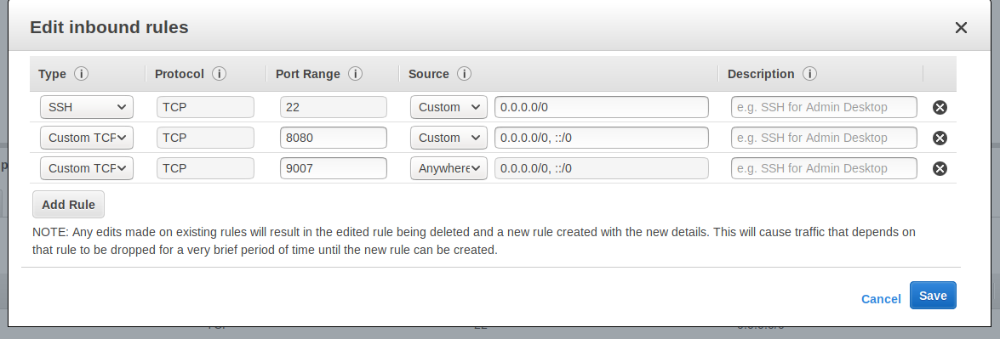 Edit inbound rules
Type Protocol Port Range Source Description
SSH TCP 22 Custom 0.0.0.0/0 e.g. SSH for Admin Desktop
Custom TCP TCP 8080 Custom 0.0.0.0/0, ::/0 e.g. SSH for Admin Desktop
Custom TCP TCP 9007 Anywhere 0.0.0.0/0, ::/0 e.g. SSH for Admin Desktop
Add Rule
NOTE: Any edits made on existing rules will result in the edited rule being deleted and a new rule created with the new details. This will cause traffic that depends on
that rule to be dropped for a very brief period of time until the new rule can be created.
Cancel Save